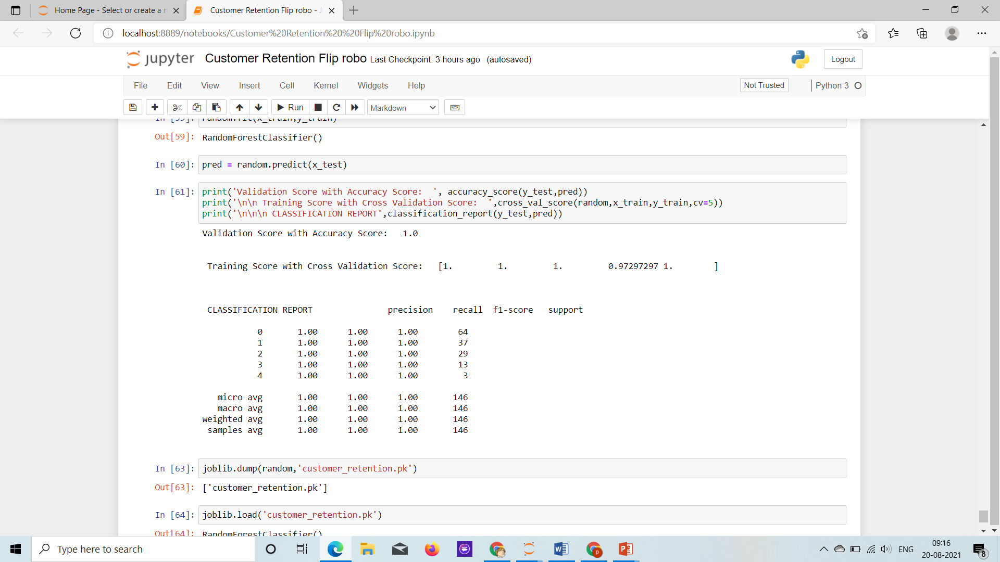 Home Page - Select or create a n
Customer Retention Flip robo - J
localhost:8889/notebooks/Customer%20Retention%20%20Flip%20robo.ipynb
jupyter Customer Retention Flip robo Last Checkpoint: 3 hours ago (autosaved)
Logout
File Edit View Insert Cell Kernel Widgets Help
Not Trusted
Python 3
Run
Markdown
In [59]: random.fit(x_train,y_train)
Out[59]: RandomForestClassifier()
In [60]: pred = random.predict(x_test)
In [61]: print('Validation Score with Accuracy Score:  ', accuracy_score(y_test,pred))
print('\n\n Training Score with Cross Validation Score:  ',cross_val_score(random,x_train,y_train,cv=5))
print('\n\n\n CLASSIFICATION REPORT',classification_report(y_test,pred))
Validation Score with Accuracy Score:   1.0
Training Score with Cross Validation Score:   [1.         1.         1.         0.97297297 1.        ]
CLASSIFICATION REPORT               precision    recall  f1-score   support
0       1.00      1.00      1.00        64
1       1.00      1.00      1.00        37
2       1.00      1.00      1.00        29
3       1.00      1.00      1.00        13
4       1.00      1.00      1.00         3
micro avg       1.00      1.00      1.00       146
macro avg       1.00      1.00      1.00       146
weighted avg       1.00      1.00      1.00       146
samples avg       1.00      1.00      1.00       146
In [63]: joblib.dump(random,'customer_retention.pk')
Out[63]: ['customer_retention.pk']
In [64]: joblib.load('customer_retention.pk')
Out[64]: RandomForestClassifier()
Type here to search
ENG
09:16
20-08-2021
8